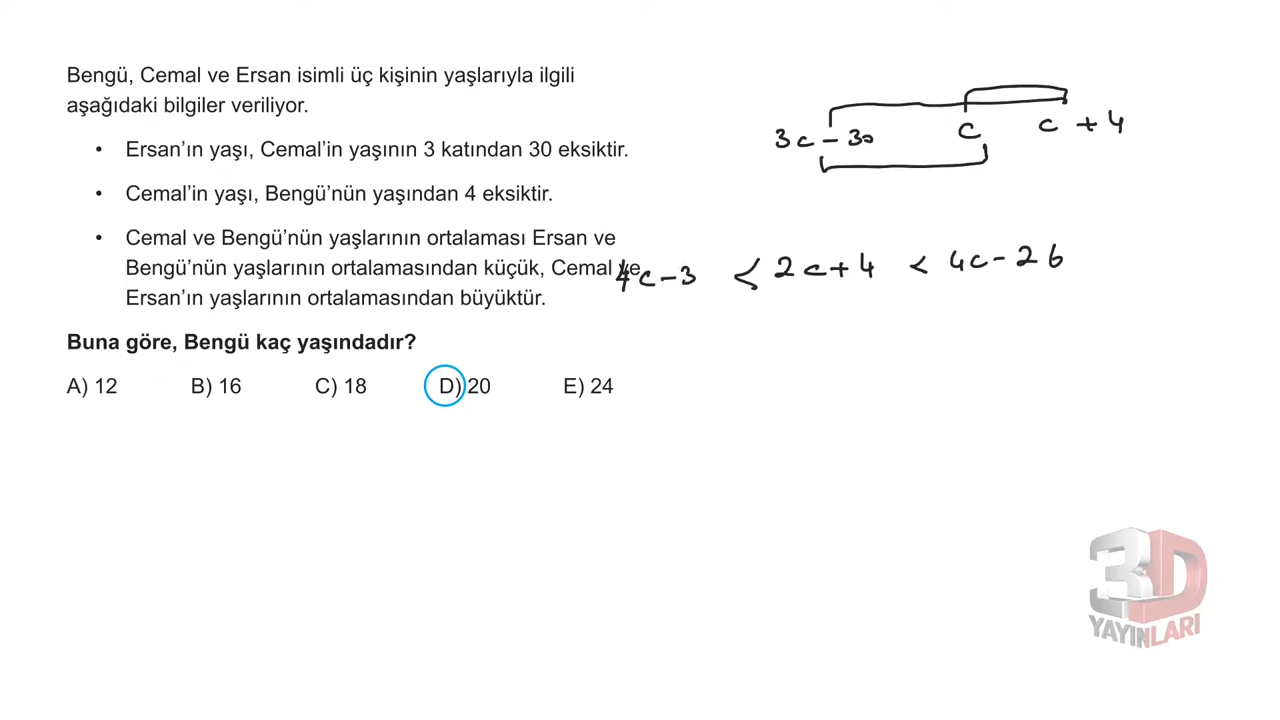 Bengü, Cemal ve Ersan isimli üç kişinin yaşlarıyla ilgili
aşağıdaki bilgiler veriliyor.
• Ersan’ın yaşı, Cemal’in yaşının 3 katından 30 eksiktir.
• Cemal’in yaşı, Bengü’nün yaşından 4 eksiktir.
• Cemal ve Bengü’nün yaşlarının ortalaması Ersan ve
Bengü’nün yaşlarının ortalamasından küçük, Cemal ve
Ersan’ın yaşlarının ortalamasından büyüktür.
Buna göre, Bengü kaç yaşındadır?
A) 12 B) 16 C) 18 D) 20 E) 24
3c - 30 c c + 4
4c - 3 < 2c + 4 < 4c - 26
3D
YAYINLARI